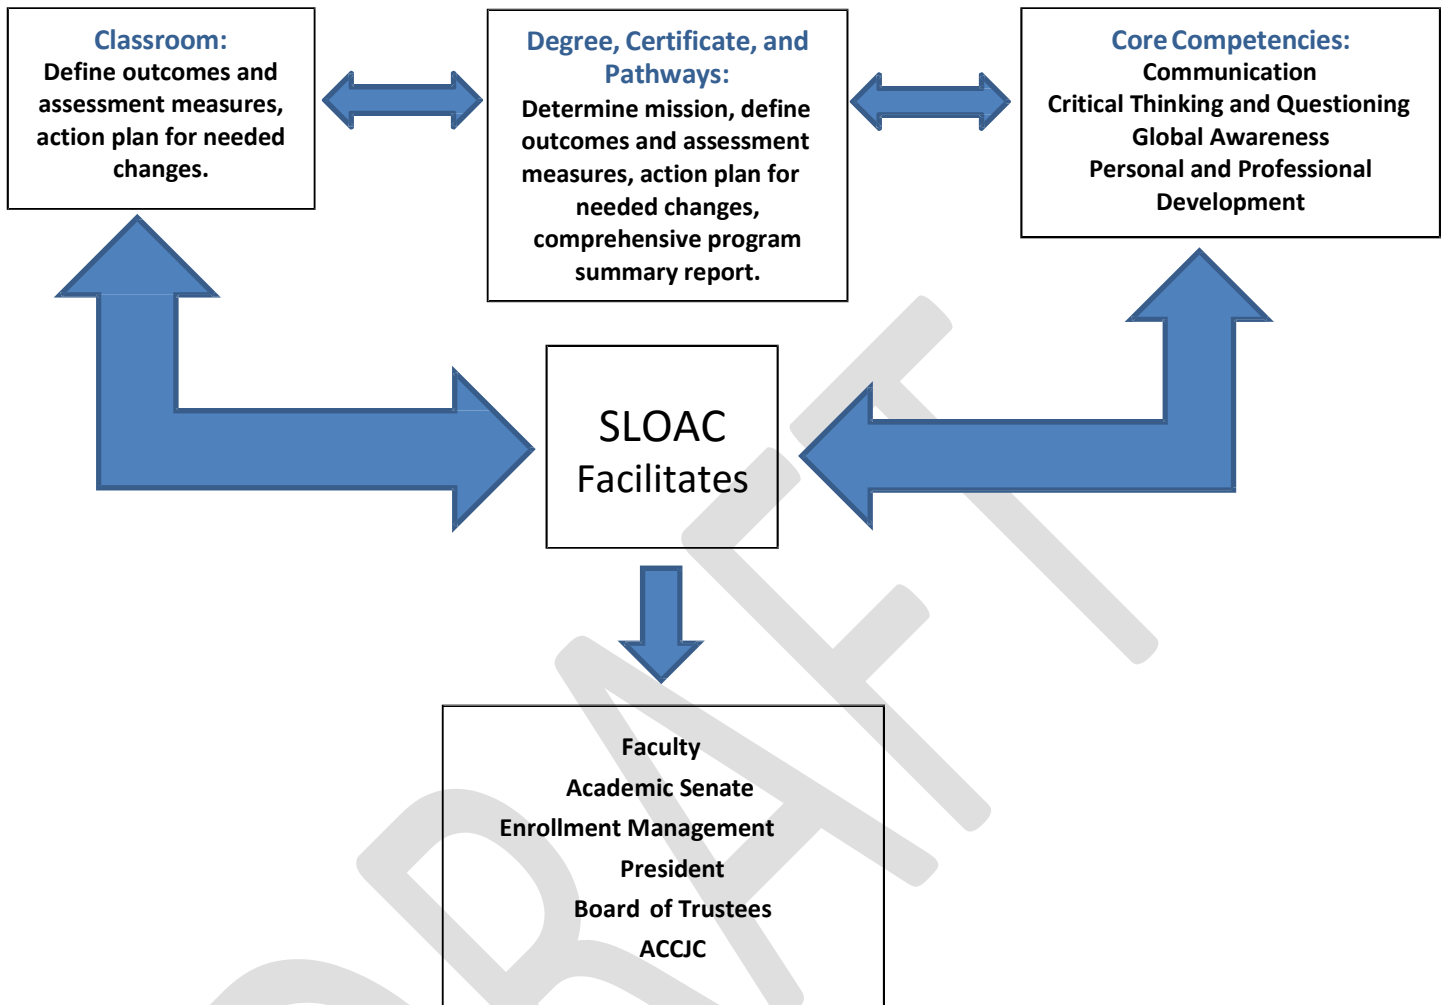 Classroom:
Define outcomes and
assessment measures,
action plan for needed
changes.
Degree, Certificate, and
Pathways:
Determine mission, define
outcomes and assessment
measures, action plan for
needed changes,
comprehensive program
summary report.
Core Competencies:
Communication
Critical Thinking and Questioning
Global Awareness
Personal and Professional
Development
SLOAC
Facilitates
Faculty
Academic Senate
Enrollment Management
President
Board of Trustees
ACCJC
DRAFT